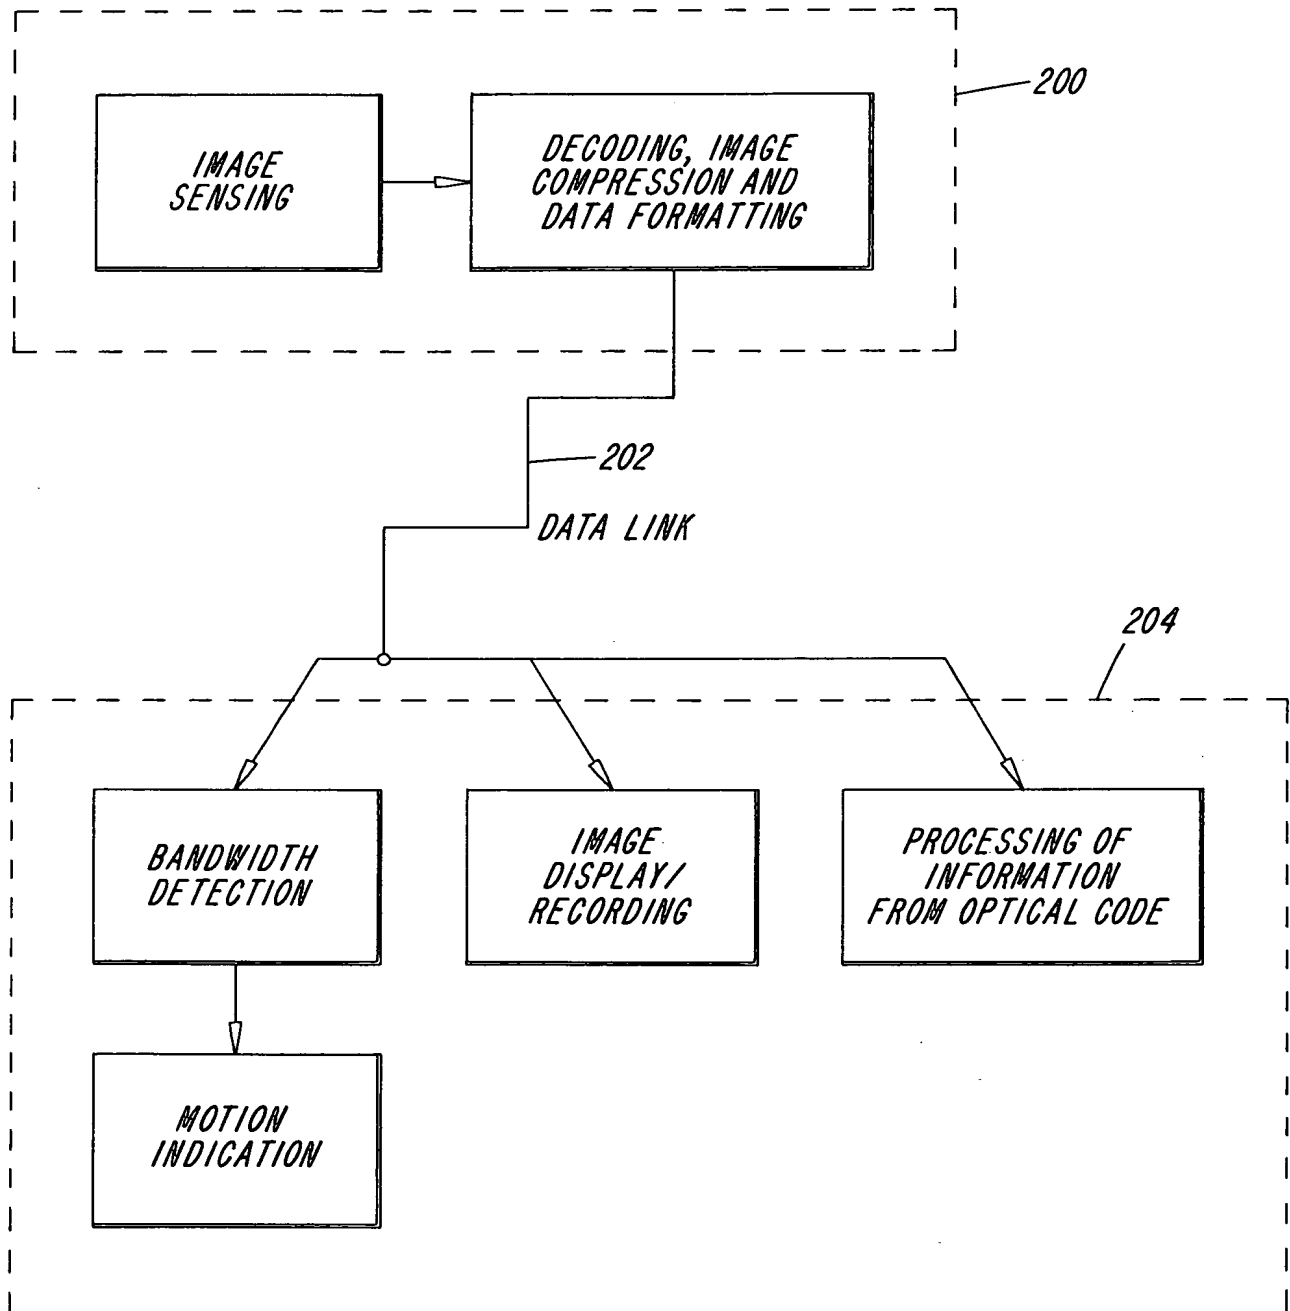 200
IMAGE
SENSING
DECODING, IMAGE
COMPRESSION AND
DATA FORMATTING
202
DATA LINK
204
BANDWIDTH
DETECTION
IMAGE
DISPLAY/
RECORDING
PROCESSING OF
INFORMATION
FROM OPTICAL CODE
MOTION
INDICATION